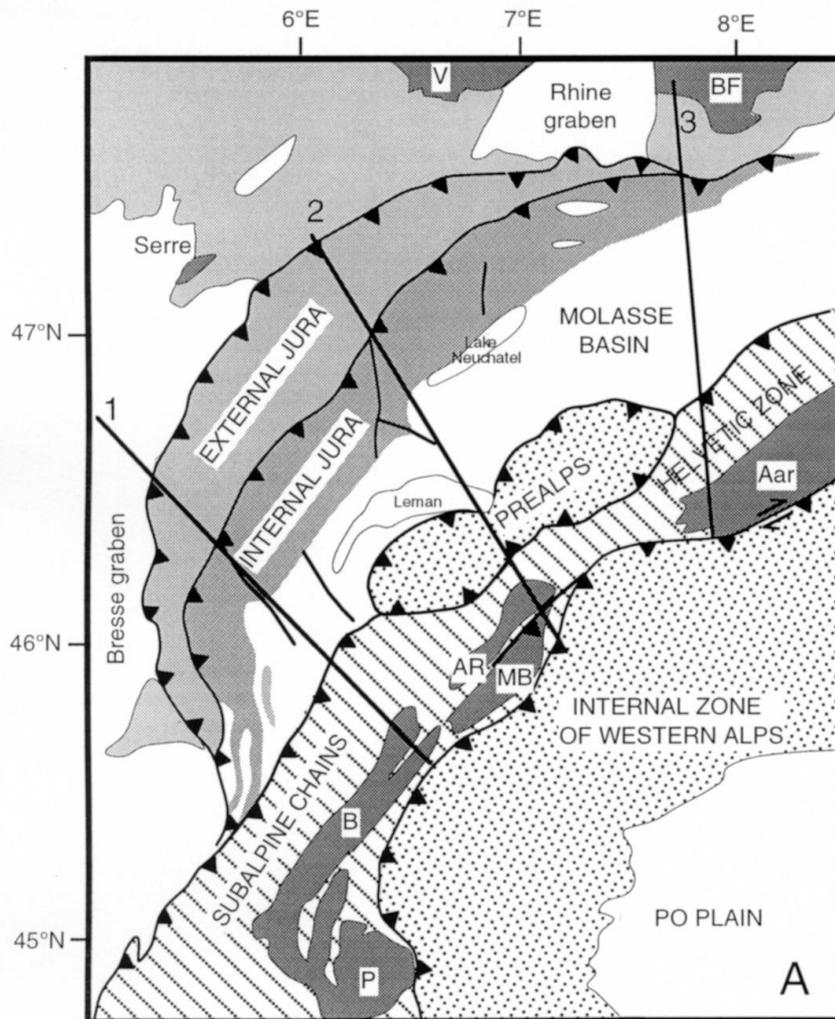 6°E
7°E
8°E
V
BF
Rhine
graben
3
2
Serre
47°N
MOLASSE
BASIN
Lake
Neuchatel
EXTERNAL JURA
1
INTERNAL JURA
HELVETIC ZONE
Aar
PREALPS
Leman
Bresse graben
46°N
AR
MB
INTERNAL ZONE
OF WESTERN ALPS
SUBALPINE CHAINS
B
PO PLAIN
45°N
P
A